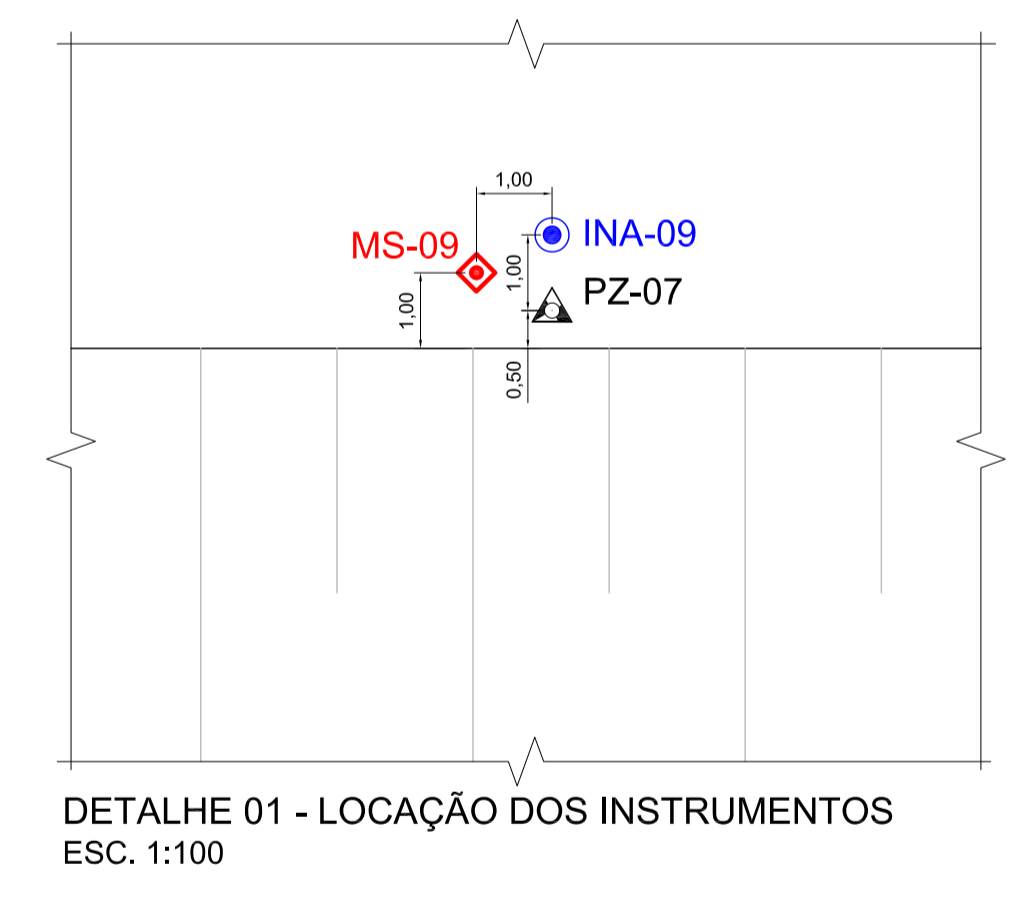 1,00
MS-09
INA-09
1,00
PZ-07
1,00
0,50
DETALHE 01 - LOCAÇÃO DOS INSTRUMENTOS
ESC. 1:100